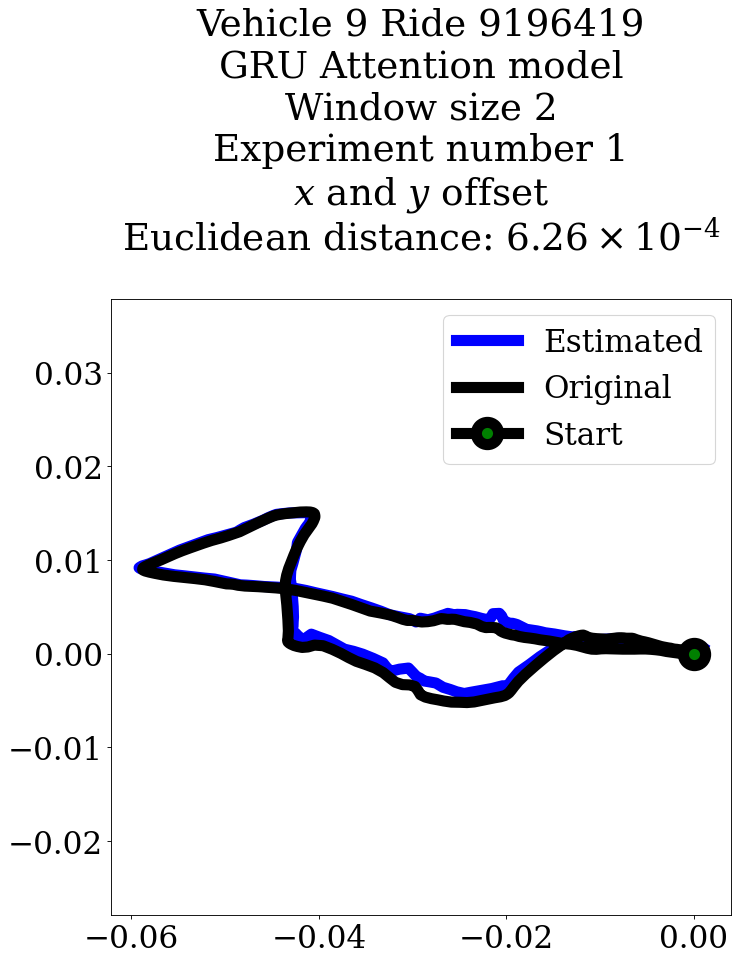 Vehicle 9 Ride 9196419
GRU Attention model
Window size 2
Experiment number 1
x and y offset
Euclidean distance: 6.26 × 10⁻⁴
Estimated
Original
Start
0.03
0.02
0.01
0.00
−0.01
−0.02
−0.06 −0.04 −0.02 0.00